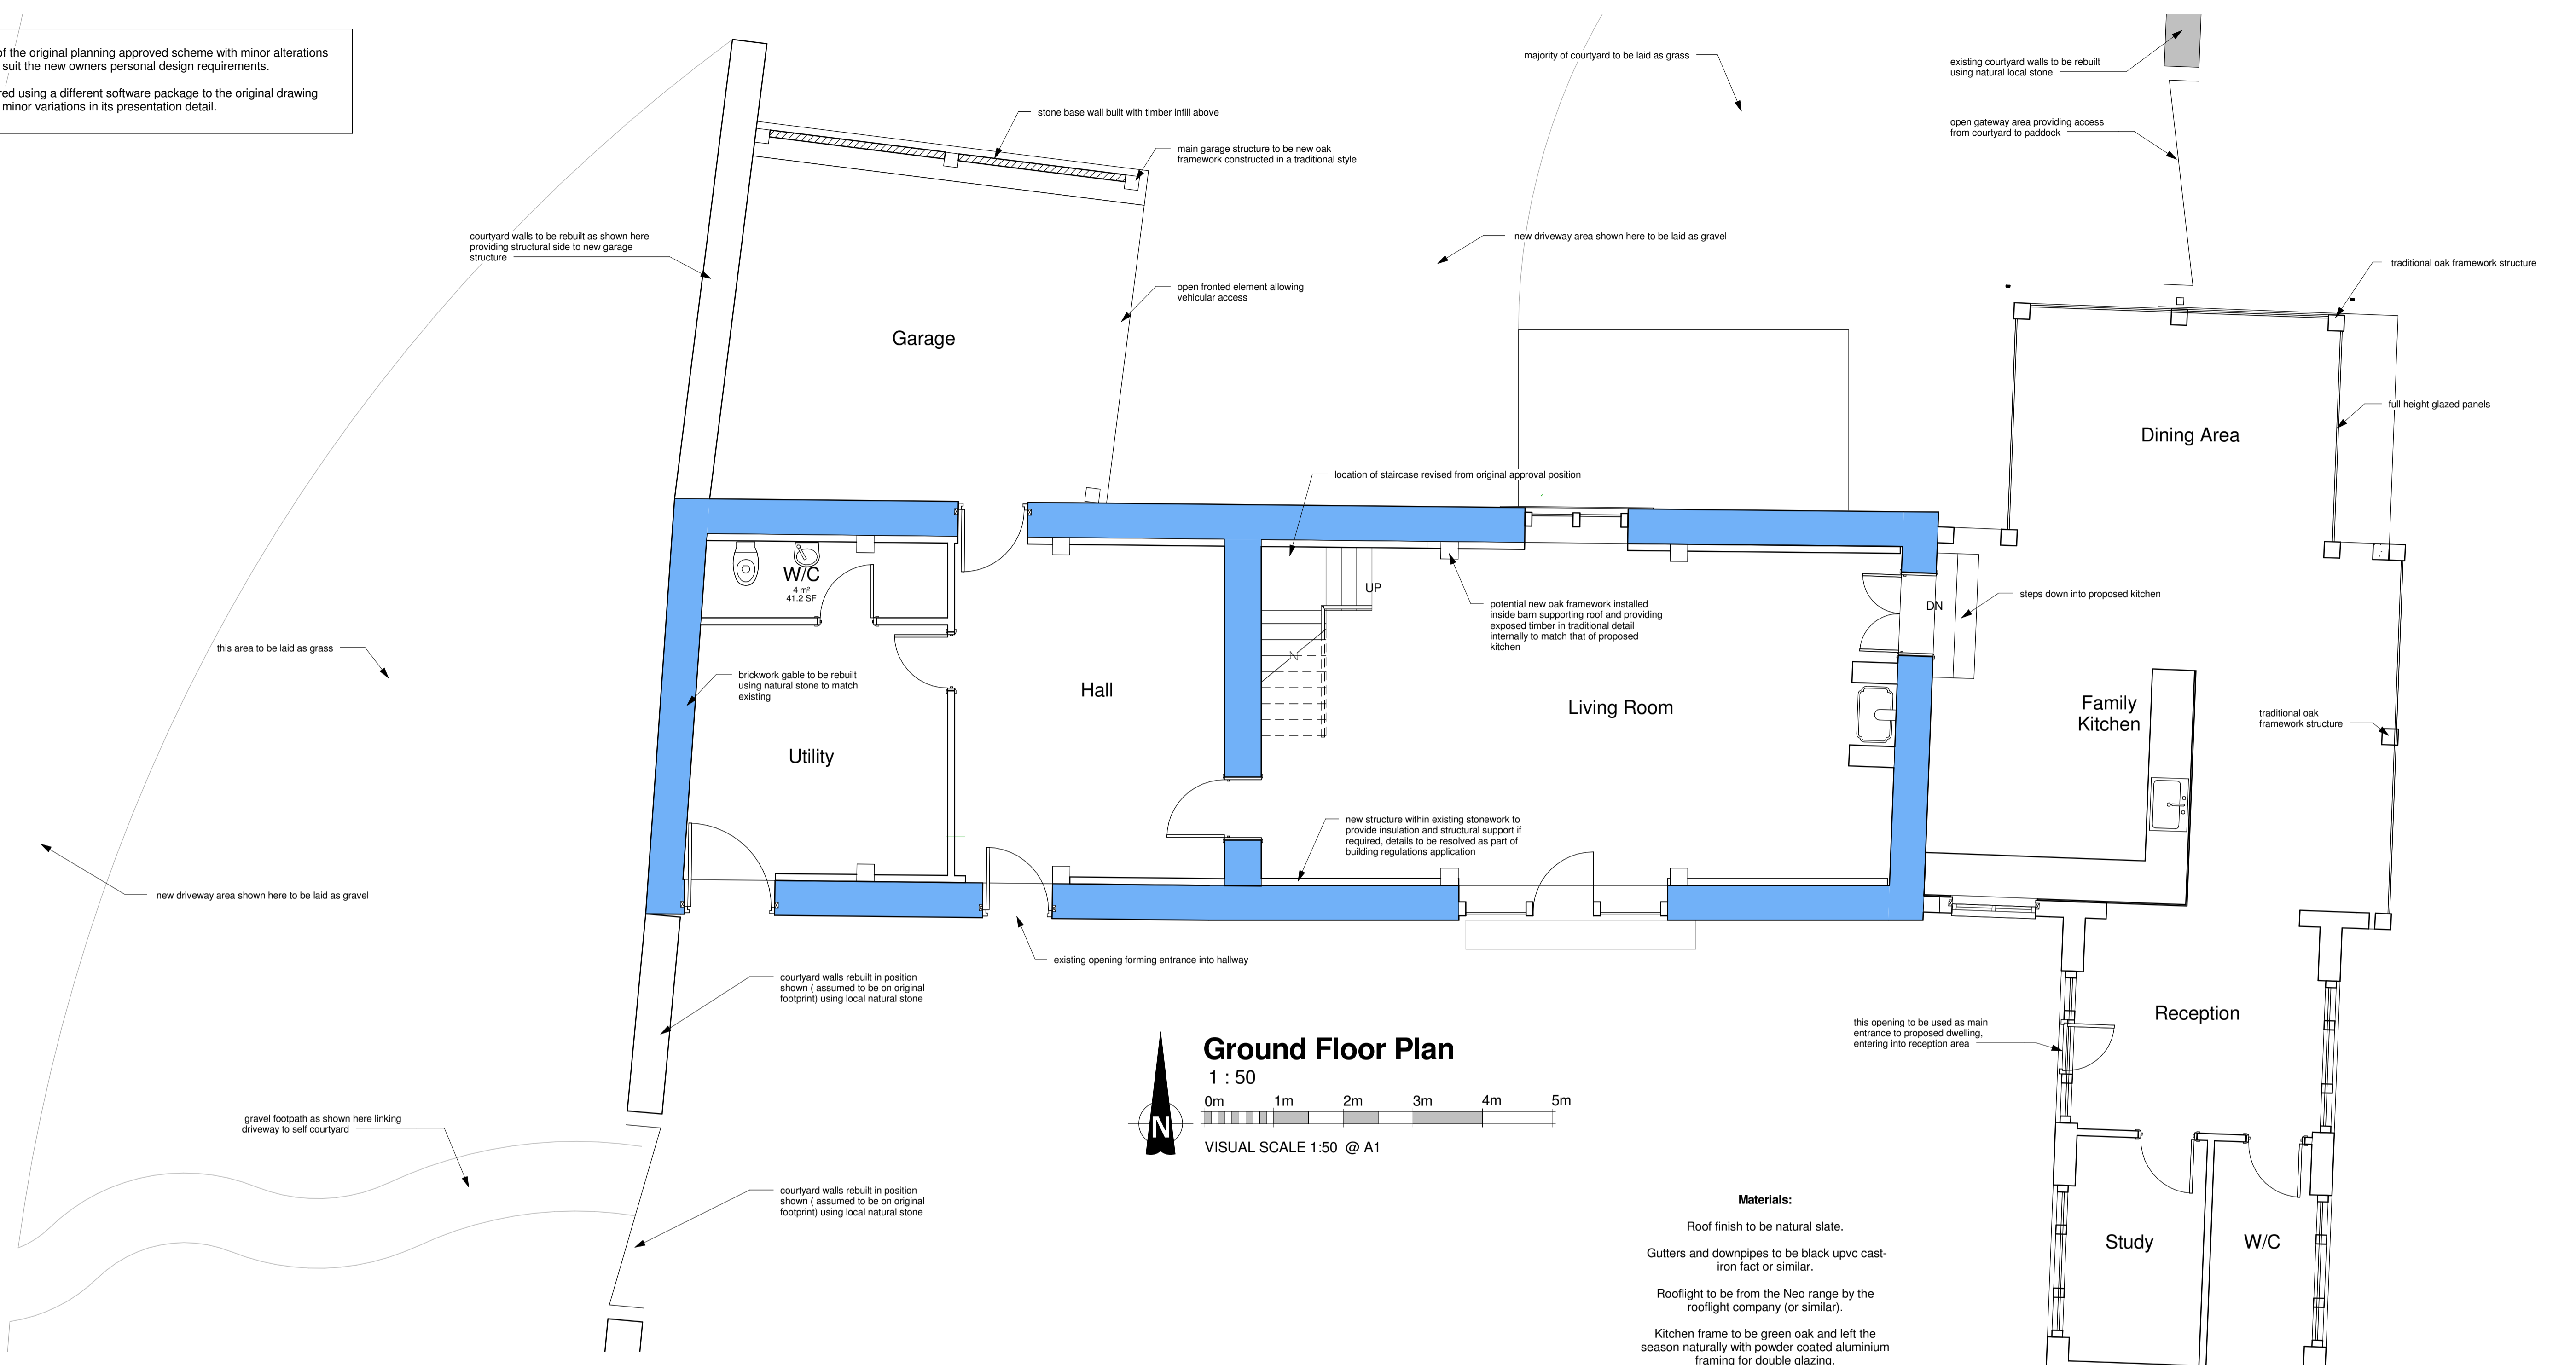 of the original planning approved scheme with minor alterations
suit the new owners personal design requirements.
red using a different software package to the original drawing
minor variations in its presentation detail.
majority of courtyard to be laid as grass
existing courtyard walls to be rebuilt
using natural local stone
stone base wall built with timber infill above
open gateway area providing access
from courtyard to paddock
main garage structure to be new oak
framework constructed in a traditional style
courtyard walls to be rebuilt as shown here
providing structural side to new garage
structure
new driveway area shown here to be laid as gravel
traditional oak framework structure
open fronted element allowing
vehicular access
Garage
full height glazed panels
Dining Area
location of staircase revised from original approval position
W/C
4 m²
41.2 SF
UP
DN
steps down into proposed kitchen
potential new oak framework installed
inside barn supporting roof and providing
exposed timber in traditional detail
internally to match that of proposed
kitchen
this area to be laid as grass
N
brickwork gable to be rebuilt
using natural stone to match
existing
Hall
Living Room
Family
Kitchen
traditional oak
framework structure
Utility
new structure within existing stonework to
provide insulation and structural support if
required, details to be resolved as part of
building regulations application
new driveway area shown here to be laid as gravel
existing opening forming entrance into hallway
courtyard walls rebuilt in position
shown ( assumed to be on original
footprint) using local natural stone
Reception
this opening to be used as main
entrance to proposed dwelling,
entering into reception area
Ground Floor Plan
1 : 50
0m 1m 2m 3m 4m 5m
N
VISUAL SCALE 1:50 @ A1
gravel footpath as shown here linking
driveway to self courtyard
courtyard walls rebuilt in position
shown ( assumed to be on original
footprint) using local natural stone
Materials:
Roof finish to be natural slate.
Gutters and downpipes to be black upvc cast-
iron fact or similar.
Rooflight to be from the Neo range by the
rooflight company (or similar).
Kitchen frame to be green oak and left the
season naturally with powder coated aluminium
framing for double glazing.
Study
W/C